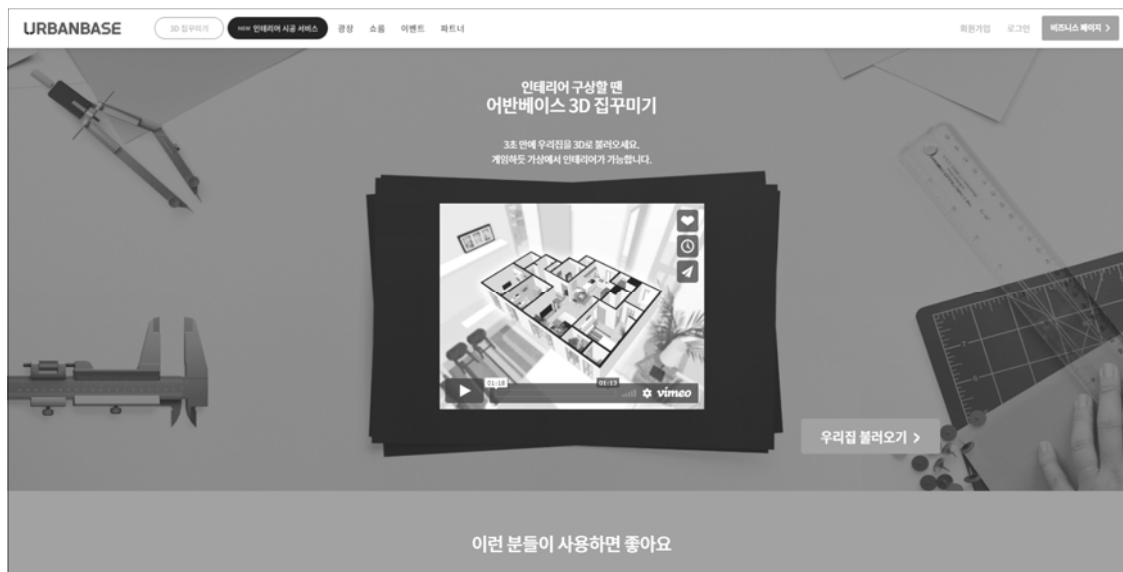 URBANBASE
3D 집꾸미기
NEW 인테리어 시공 서비스
광장
쇼룸
이벤트
파트너
회원가입
로그인
비즈니스 페이지 >
인테리어 구상할 땐
어반베이스 3D 집꾸미기
3초 만에 우리집을 3D로 불러오세요.
게임하듯 가상에서 인테리어가 가능합니다.
01:18
01:13
vimeo
우리집 불러오기 >
이런 분들이 사용하면 좋아요